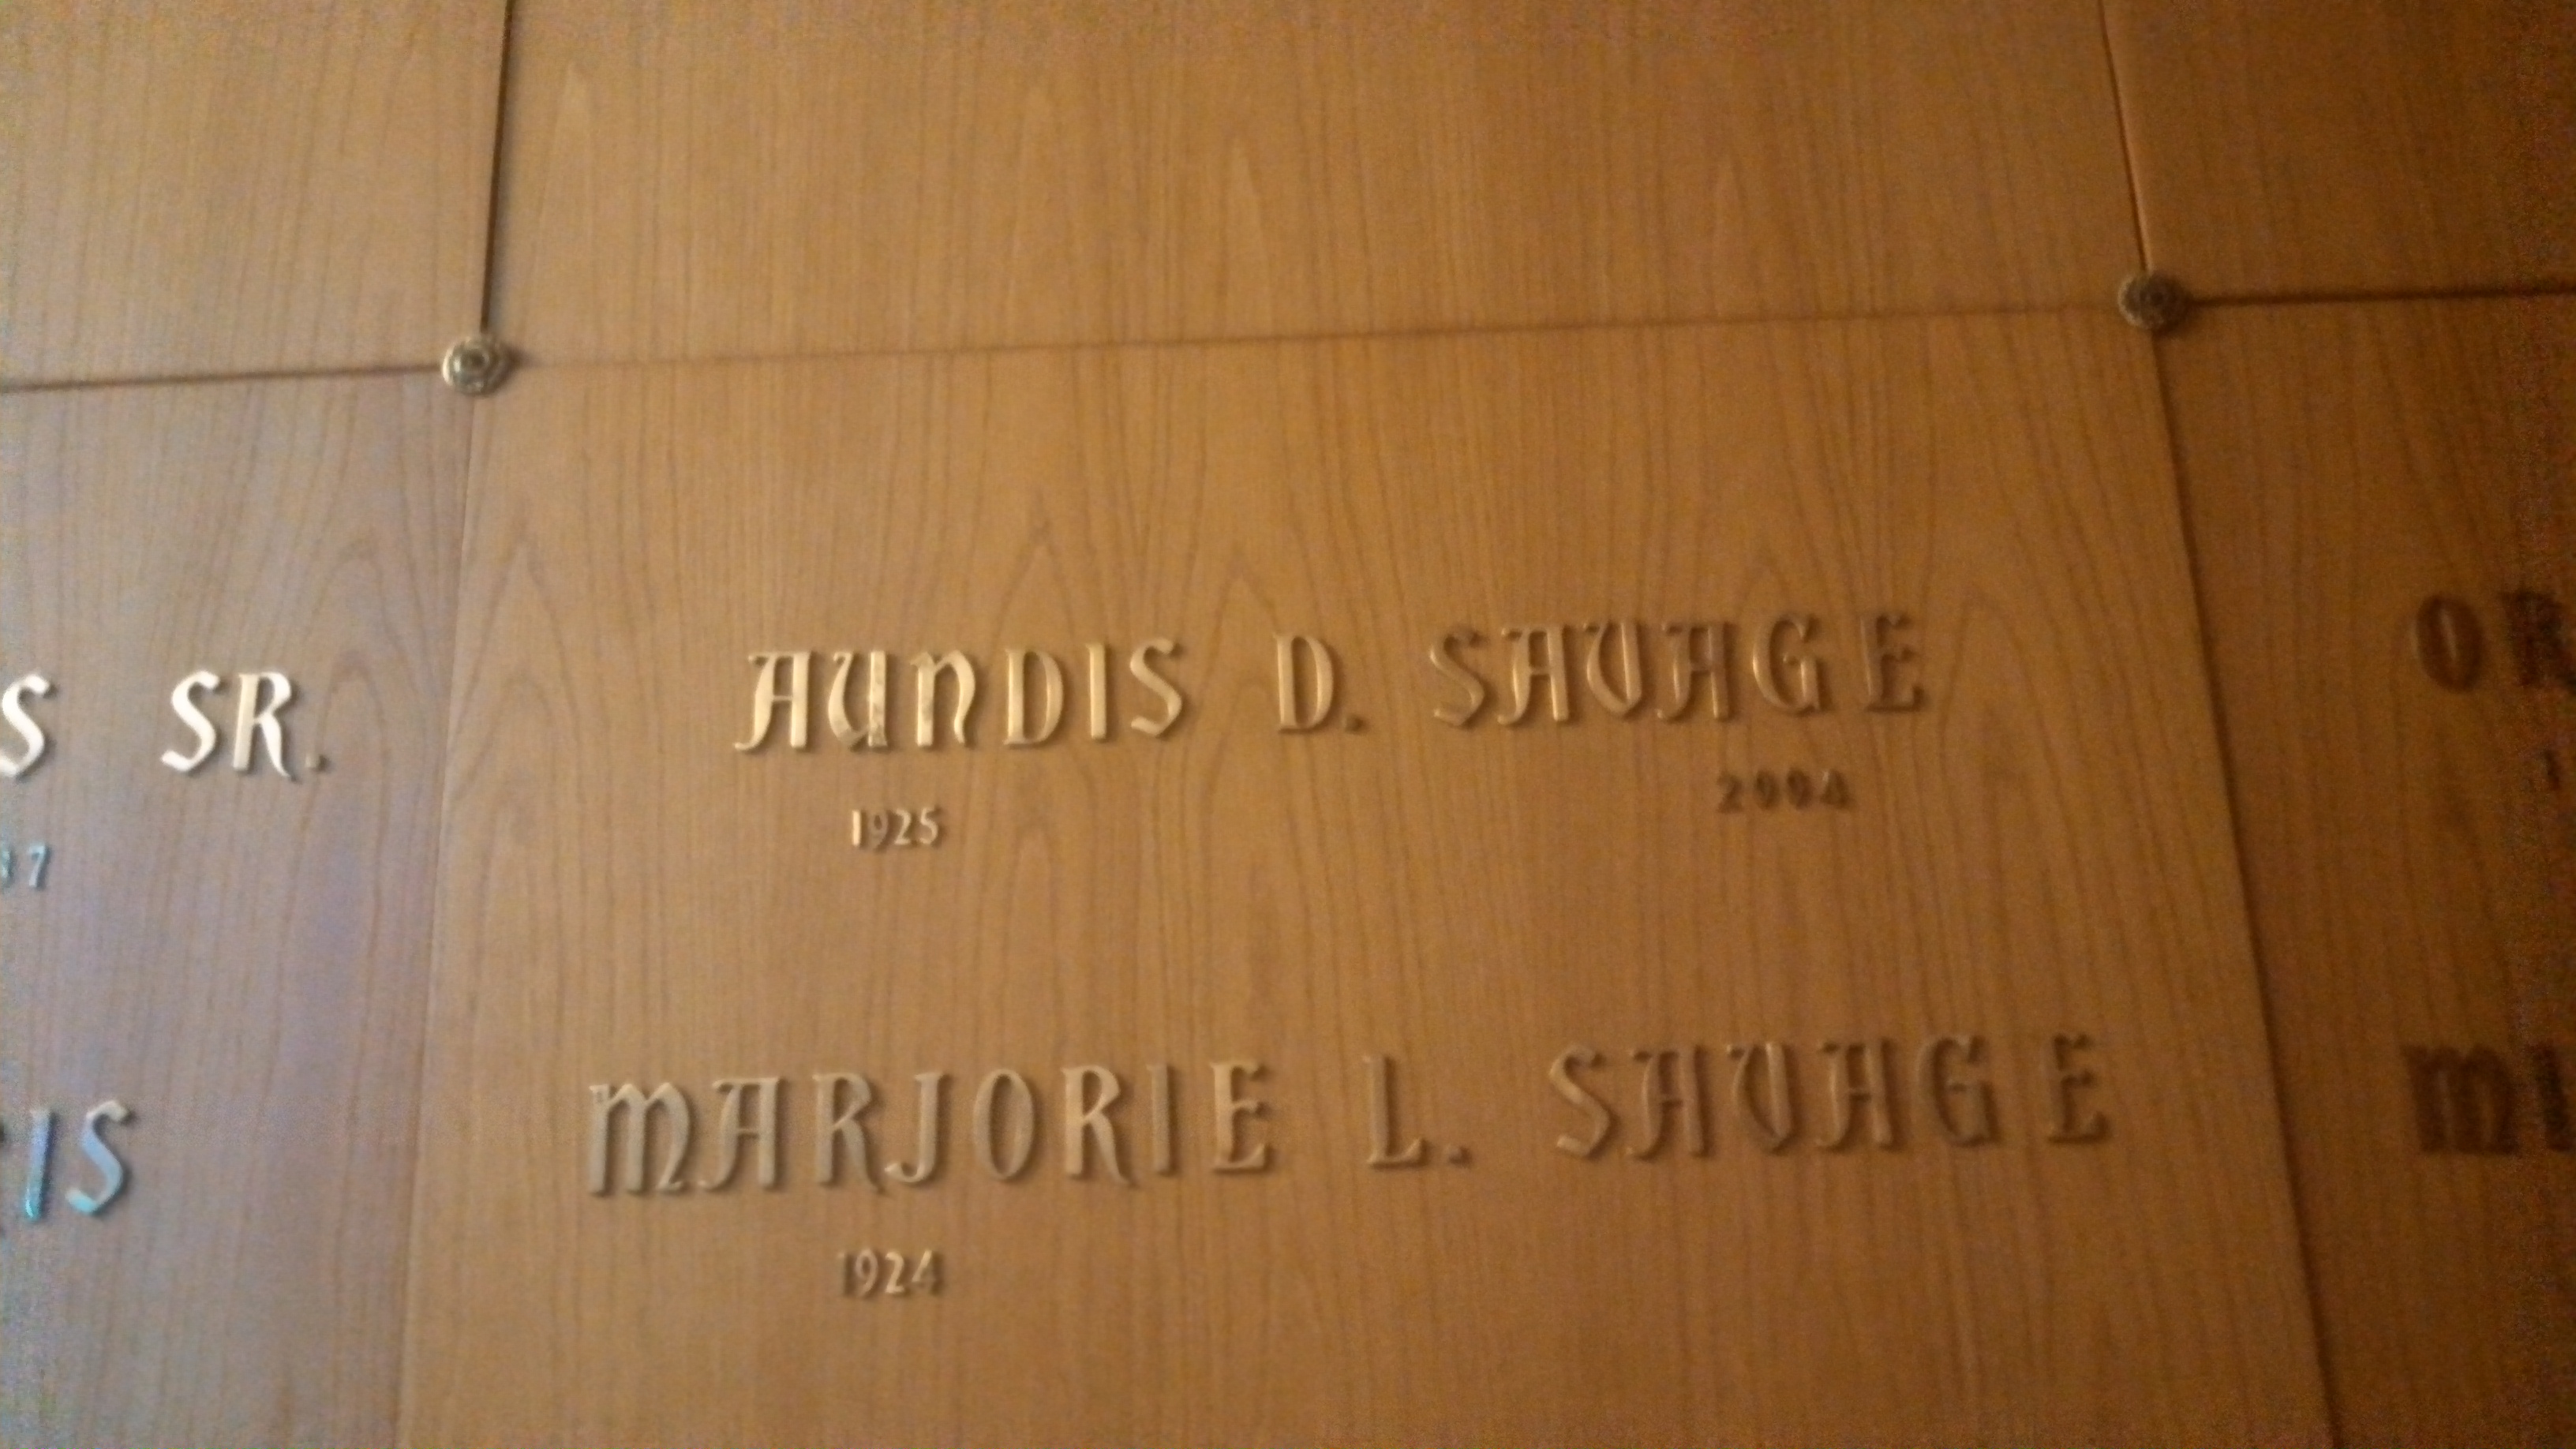 AUNDIS D. SAVAGE
1925 2004
MARJORIE L. SAVAGE
1924
SR.